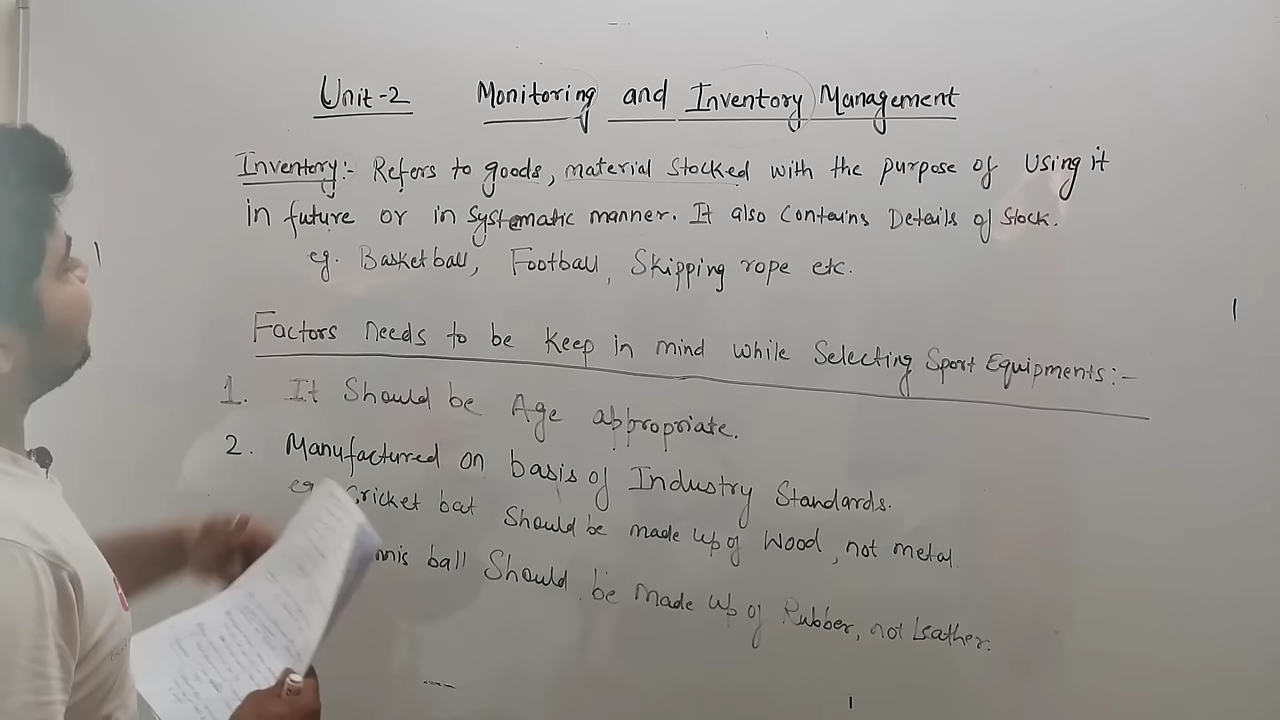 Unit-2 Monitoring and Inventory Management
Inventory:- Refers to goods, material Stocked with the purpose of Using it
in future or in Systematic manner. It also Contains Details of Stock.
eg. Basketball, Football, Skipping rope etc.
Factors Needs to be Keep in mind while Selecting Sport Equipments:-
1. It Should be Age appropriate.
2. Manufactured on basis of Industry Standards.
eg. Cricket bat Should be made up of Wood, not metal
ball Should be Made up of Rubber, not Leather.